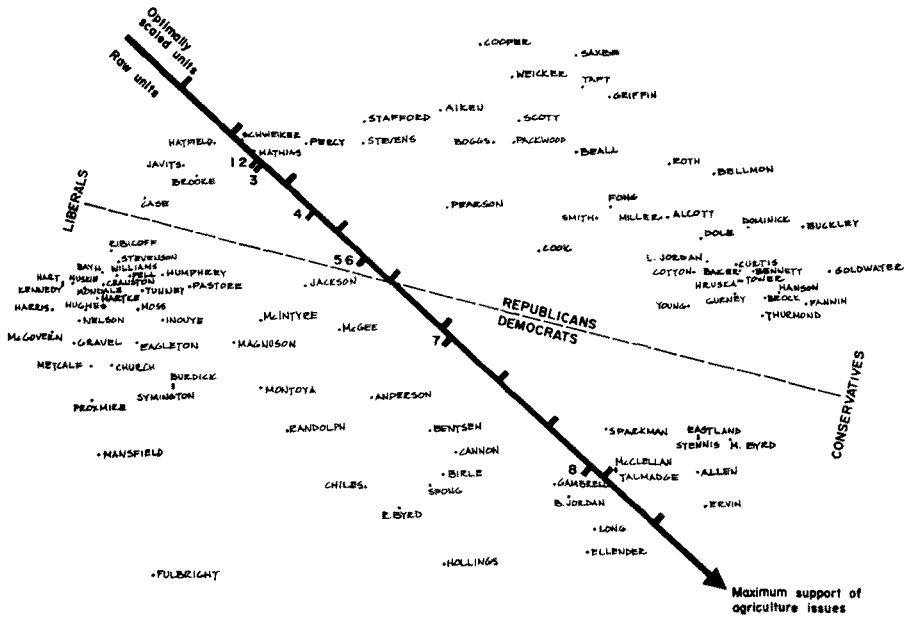 Optimally
scaled units
Raw units
COOPER
SAXBE
WEICKER
TAFT
GRIFFIN
AIKEN
STAFFORD
SCOTT
SCHWEIKER
HATFIELD
PERCY
STEVENS
BOGGS
PACKWOOD
MATHIAS
BEALL
1 2
JAVITS
ROTH
BELLMON
3
BROOKE
LIBERALS
CASE
4
PEARSON
FONG
SMITH
MILLER
ALCOTT
DOMINICK
BUCKLEY
DOLE
RIBICOFF
STEVENSON
COOK
5 6
L. JORDAN
CURTIS
BAYH
WILLIAMS
PELL
HUMPHREY
COTTON
BAKER
BENNETT
GOLDWATER
HART
MUSKIE
CRANSTON
JACKSON
HRUSKA
TOWER
KENNEDY
MONDALE
TUNNEY
PASTORE
HANSON
HARTKE
GURNEY
BROCK
FANNIN
HARRIS
HUGHES
MOSS
YOUNG
REPUBLICANS
DEMOCRATS
THURMOND
NELSON
INOUYE
McINTYRE
McGEE
McGOVERN
GRAVEL
EAGLETON
MAGNUSON
7
METCALF
CHURCH
BURDICK
SYMINGTON
MONTOYA
ANDERSON
CONSERVATIVES
PROXMIRE
RANDOLPH
BENTSEN
SPARKMAN
EASTLAND
STENNIS
H. BYRD
MANSFIELD
CANNON
McCLELLAN
8
BIRLE
TALMADGE
ALLEN
CHILES
SPONG
GAMBRELL
B. JORDAN
ERVIN
R. BYRD
LONG
ELLENDER
HOLLINGS
FULBRIGHT
Maximum support of
agriculture issues